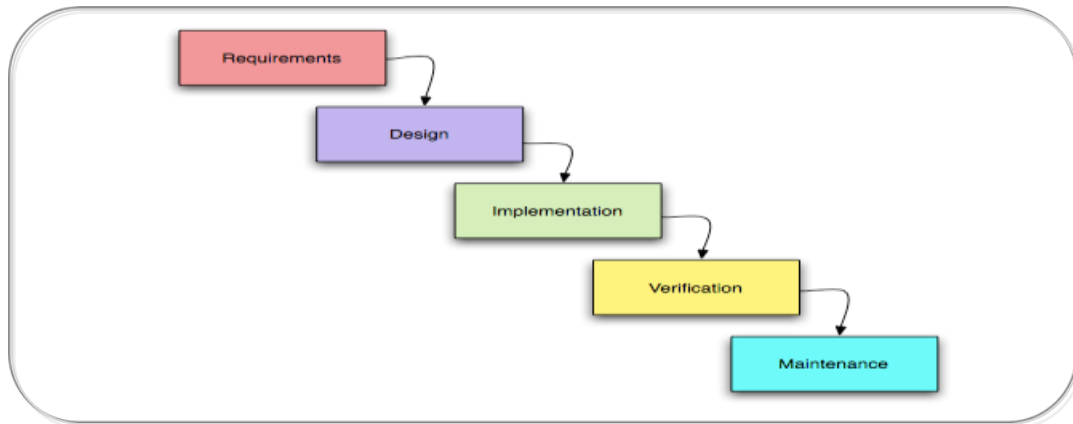 Requirements
Design
Implementation
Verification
Maintenance